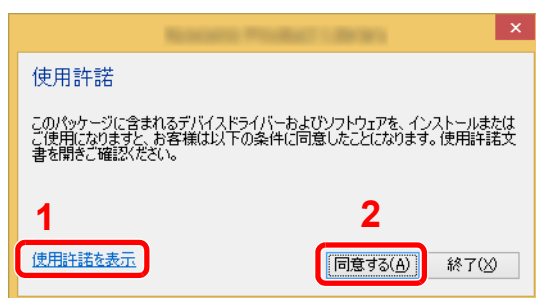 使用許諾
このパッケージに含まれるデバイスドライバーおよびソフトウェアを、インストールまたは
ご使用になりますと、お客様は以下の条件に同意したことになります。使用許諾文
書を開きご確認ください。
1
2
使用許諾を表示
同意する(A)
終了(X)